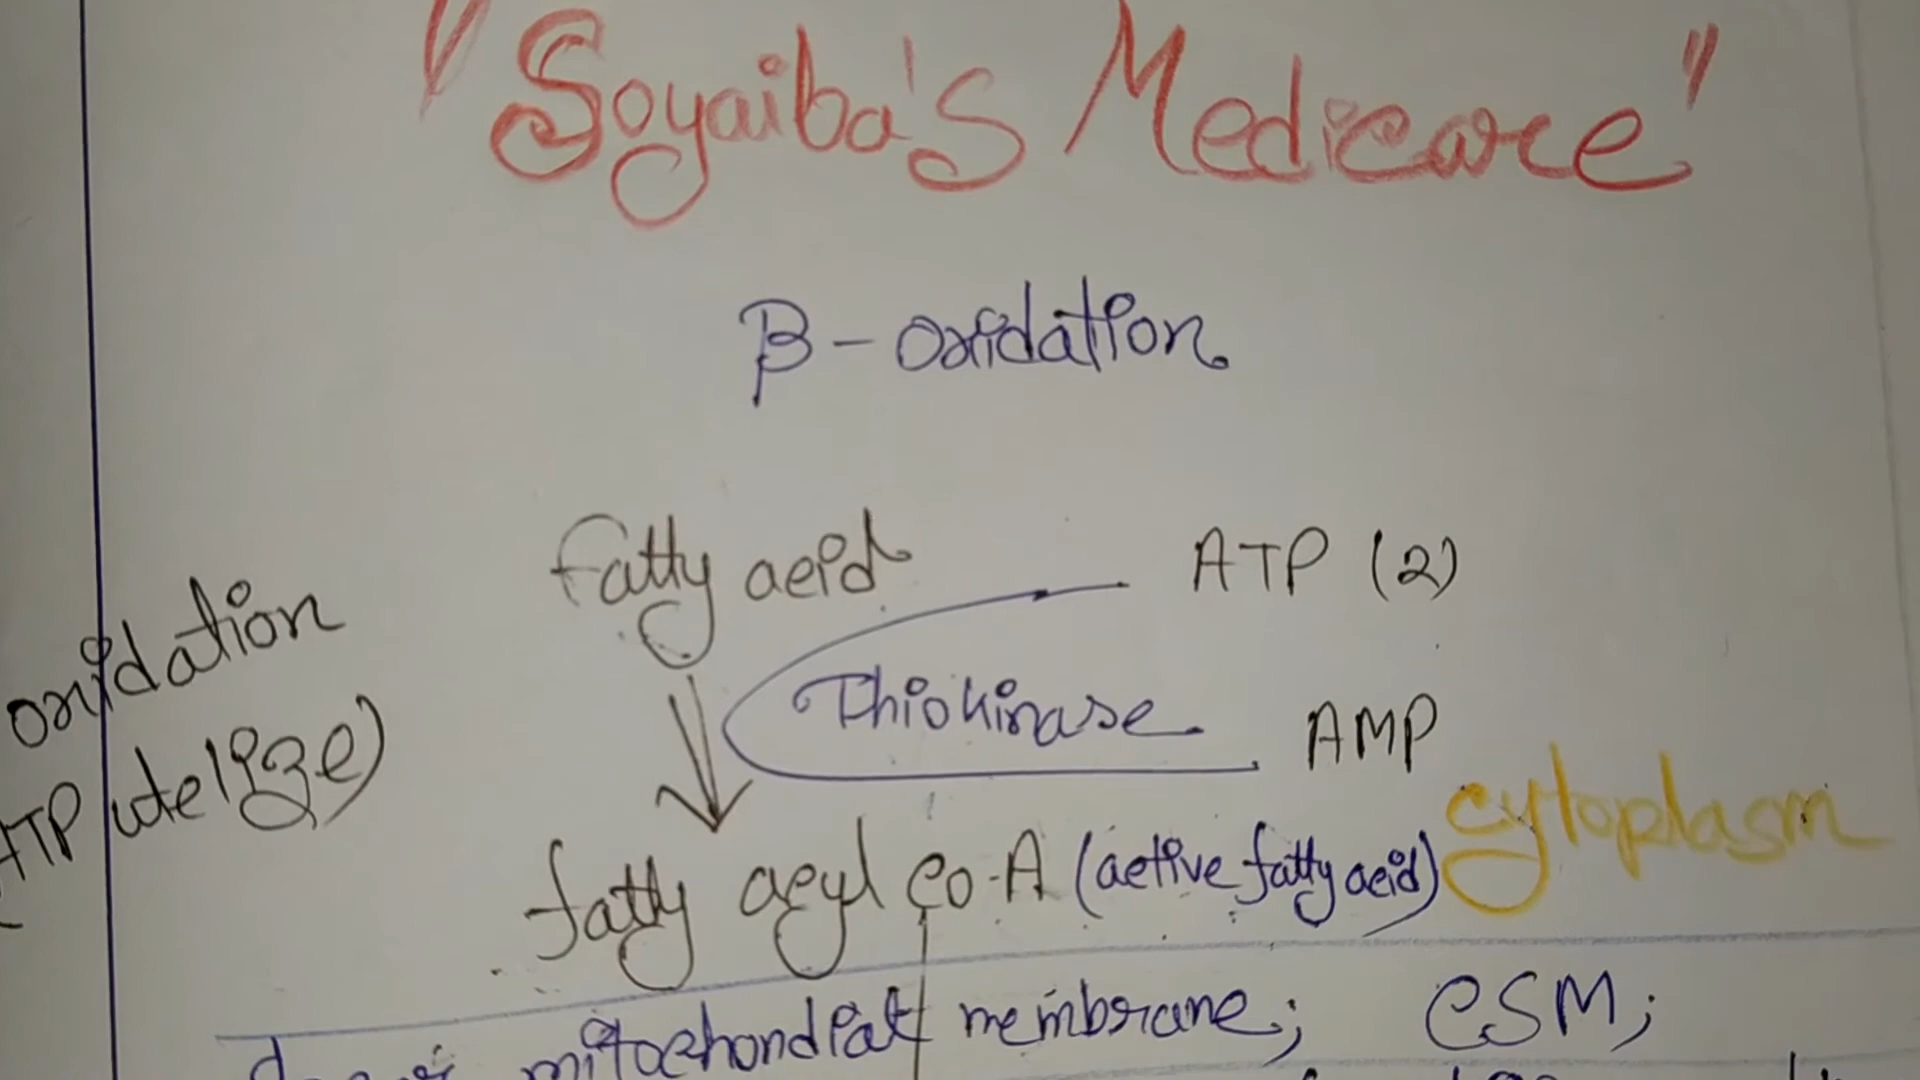 "Soyaiba's Medicare"
β-oxidation
fatty acid
ATP (2)
Thiokinase
AMP
oxidation
ATP utelize)
fatty acyl co-A (active fatty acid)
cytoplasm
mitochondrial membrane; CSM;